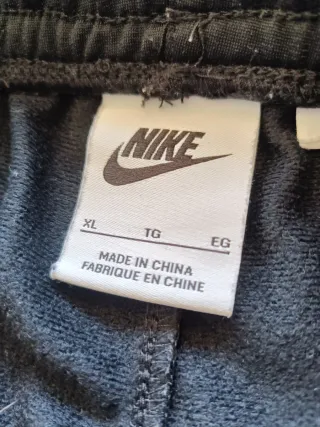 NIKE
XL TG EG
MADE IN CHINA
FABRIQUE EN CHINE